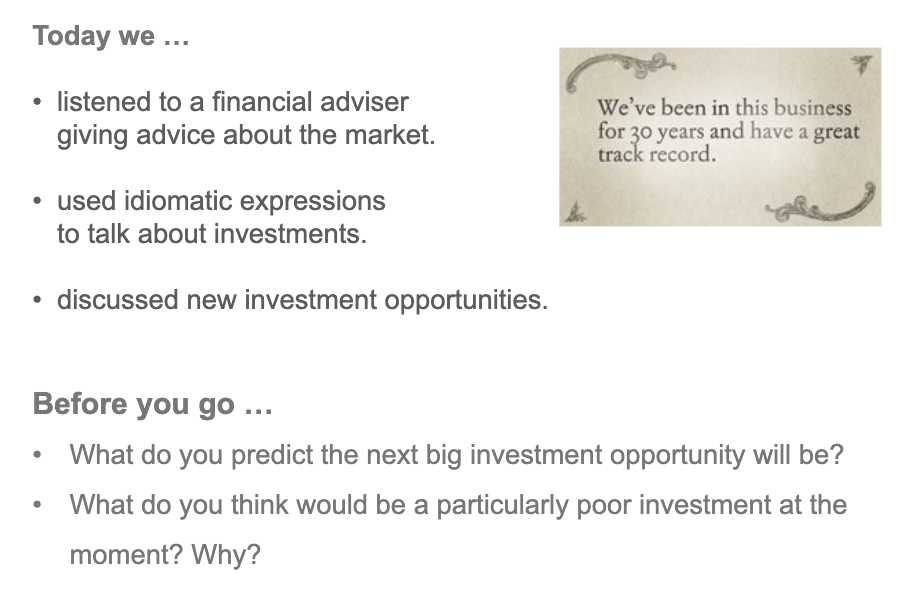 Today we …
• listened to a financial adviser
giving advice about the market.
• used idiomatic expressions
to talk about investments.
• discussed new investment opportunities.
We’ve been in this business
for 30 years and have a great
track record.
Before you go …
• What do you predict the next big investment opportunity will be?
• What do you think would be a particularly poor investment at the
moment? Why?